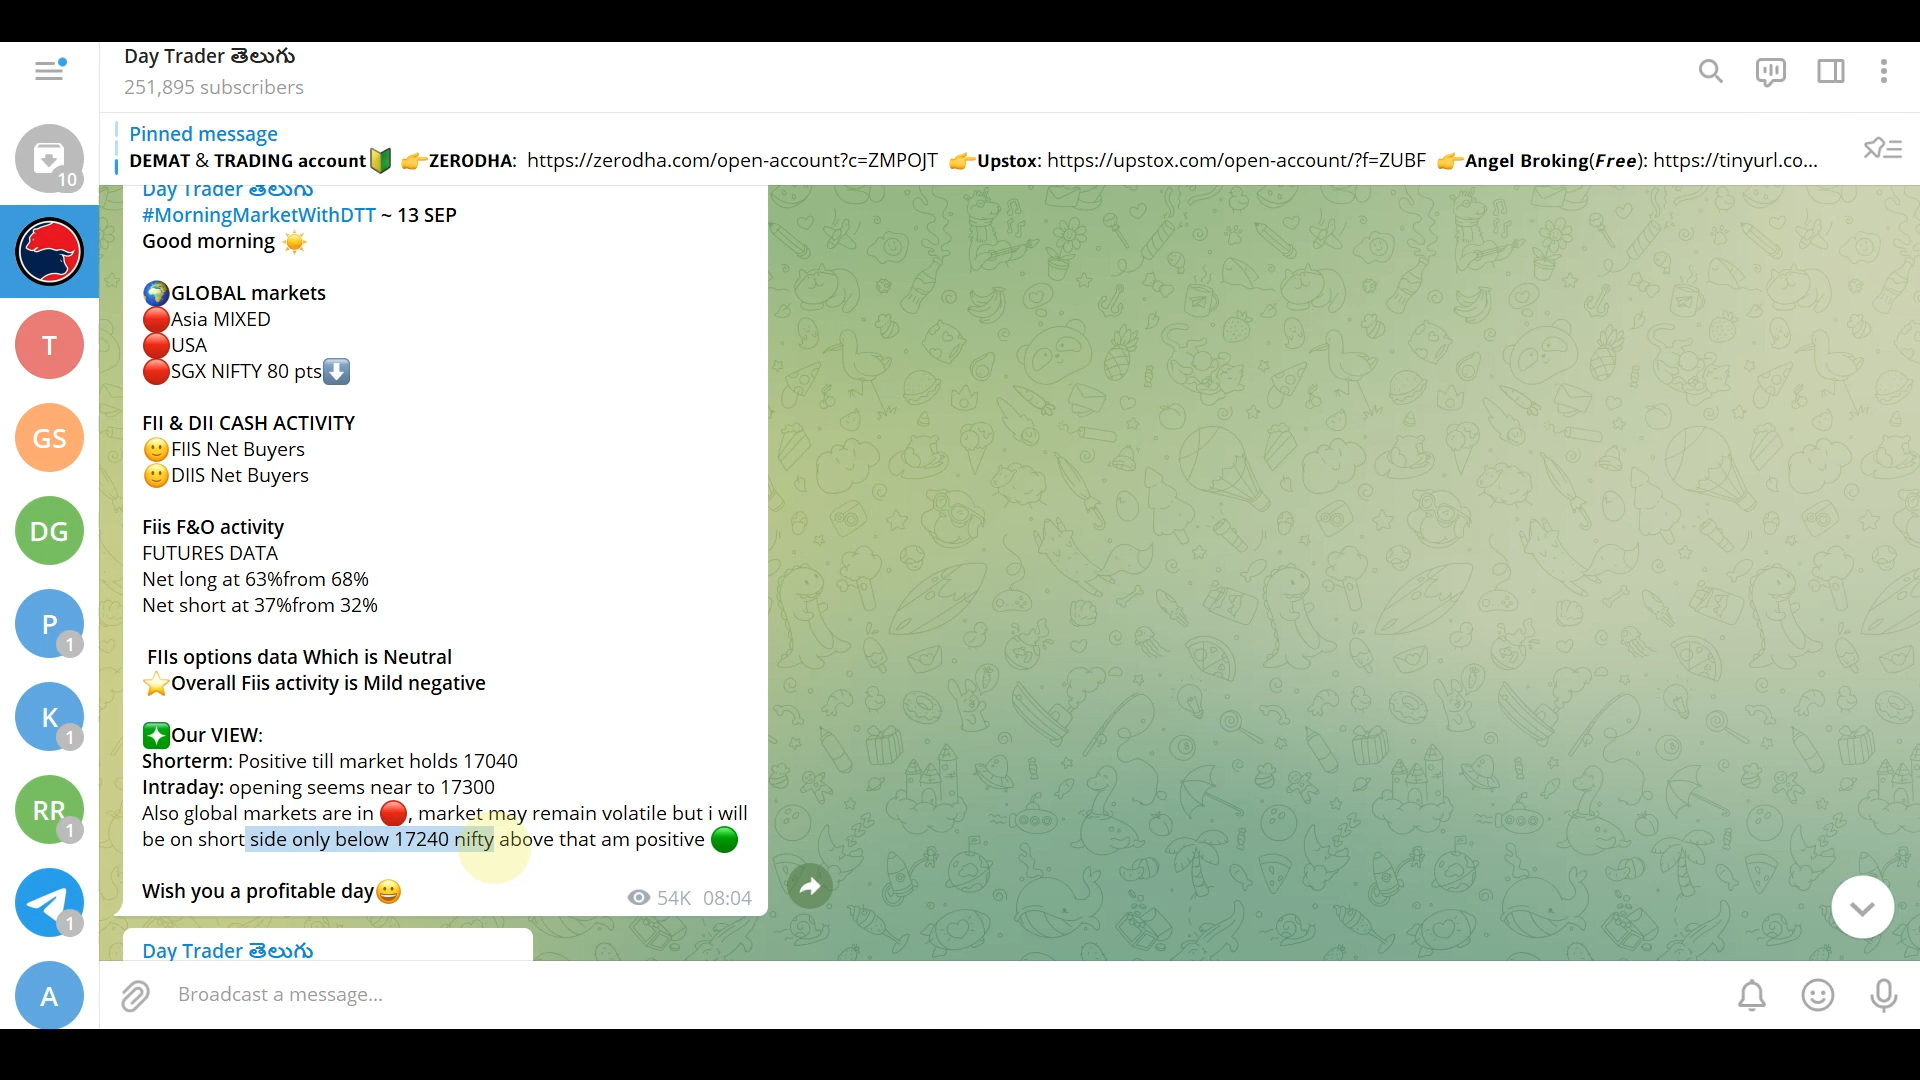 Day Trader తెలుగు
251,895 subscribers
Pinned message
DEMAT & TRADING account🔰 👉ZERODHA: https://zerodha.com/open-account?c=ZMPOJT 👉Upstox: https://upstox.com/open-account/?f=ZUBF 👉Angel Broking(Free): https://tinyurl.co...
10
T
GS
DG
P
1
K
1
RR
1
1
A
Day Trader తెలుగు
#MorningMarketWithDTT ~ 13 SEP
Good morning ☀️
🌍GLOBAL markets
🔴Asia MIXED
🔴USA
🔴SGX NIFTY 80 pts⬇️
FII & DII CASH ACTIVITY
🙂FIIS Net Buyers
🙂DIIS Net Buyers
Fiis F&O activity
FUTURES DATA
Net long at 63%from 68%
Net short at 37%from 32%
FIIs options data Which is Neutral
⭐Overall Fiis activity is Mild negative
❇️Our VIEW:
Shorterm: Positive till market holds 17040
Intraday: opening seems near to 17300
Also global markets are in 🔴, market may remain volatile but i will
be on short side only below 17240 nifty above that am positive 🟢
Wish you a profitable day😀
54K 08:04
Day Trader తెలుగు
Broadcast a message...